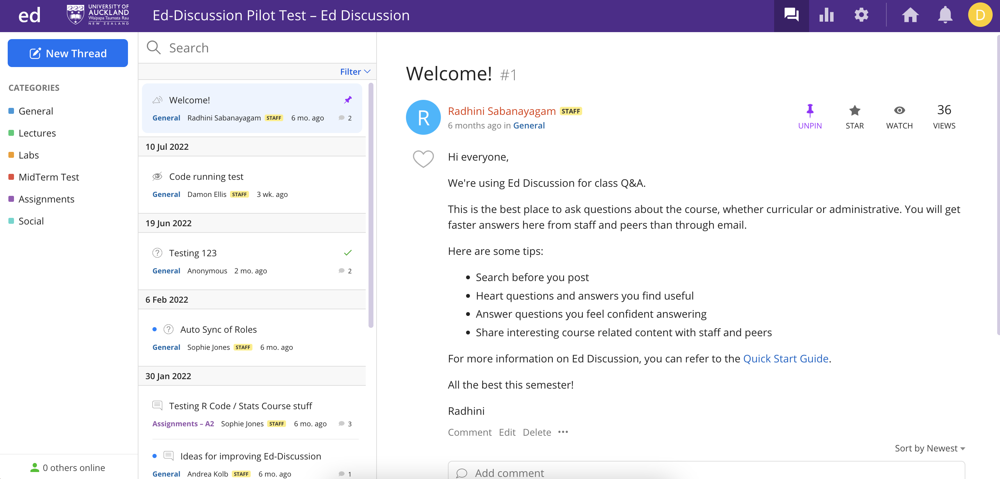 ed
UNIVERSITY OF
AUCKLAND
Waipapa Taumata Rau
NEW ZEALAND
Ed-Discussion Pilot Test – Ed Discussion
D
New Thread
CATEGORIES
General
Lectures
Labs
MidTerm Test
Assignments
Social
0 others online
Search
Filter
Welcome!
General Radhini Sabanayagam STAFF 6 mo. ago 2
10 Jul 2022
Code running test
General Damon Ellis STAFF 3 wk. ago
19 Jun 2022
? Testing 123
General Anonymous 2 mo. ago 2
6 Feb 2022
? Auto Sync of Roles
General Sophie Jones STAFF 6 mo. ago
30 Jan 2022
Testing R Code / Stats Course stuff
Assignments – A2 Sophie Jones STAFF 6 mo. ago 3
Ideas for improving Ed-Discussion
General Andrea Kolb STAFF 6 mo. ago 1
Welcome! #1
R
Radhini Sabanayagam STAFF
6 months ago in General
UNPIN
STAR
WATCH
36
VIEWS
Hi everyone,
We're using Ed Discussion for class Q&A.
This is the best place to ask questions about the course, whether curricular or administrative. You will get
faster answers here from staff and peers than through email.
Here are some tips:
• Search before you post
• Heart questions and answers you find useful
• Answer questions you feel confident answering
• Share interesting course related content with staff and peers
For more information on Ed Discussion, you can refer to the Quick Start Guide.
All the best this semester!
Radhini
Comment Edit Delete •••
Sort by Newest
Add comment